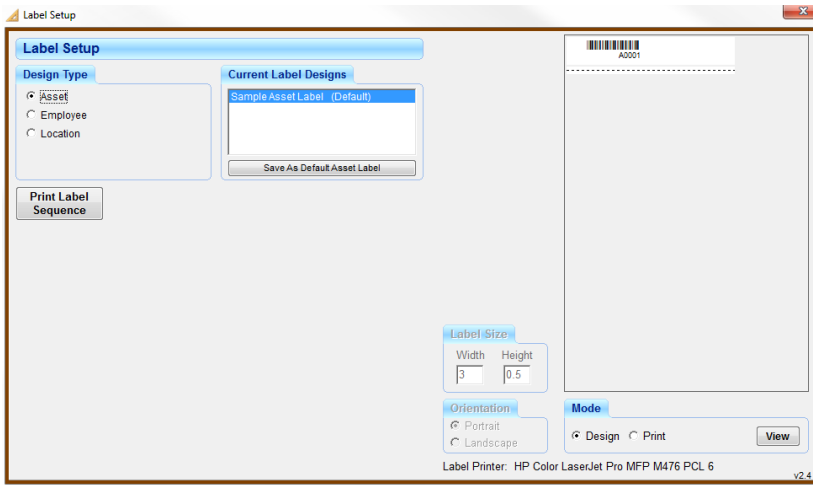 Label Setup
Label Setup
Design Type
Asset
Employee
Location
Current Label Designs
Sample Asset Label (Default)
Save As Default Asset Label
Print Label
Sequence
A0001
Label Size
Width Height
3 0.5
Orientation
Portrait
Landscape
Mode
Design Print View
Label Printer: HP Color LaserJet Pro MFP M476 PCL 6
v2.4